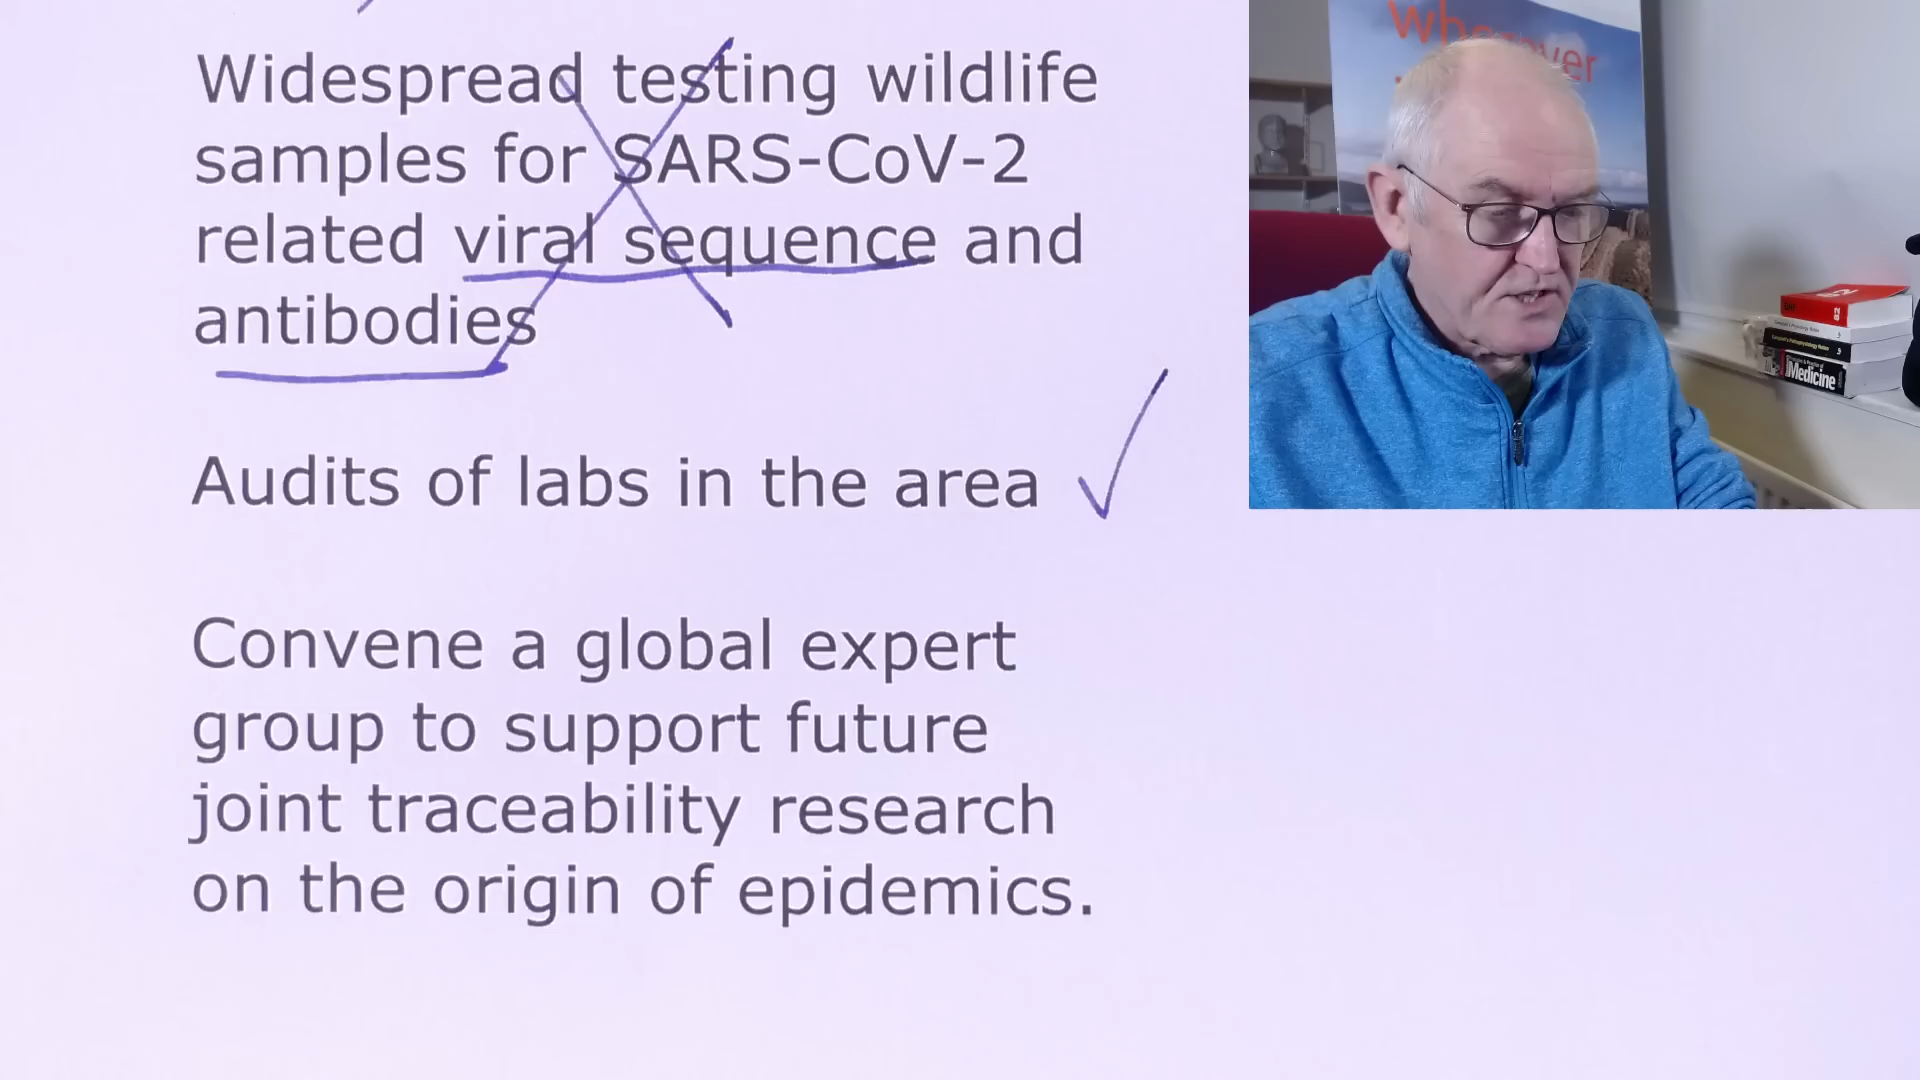 Widespread testing wildlife
samples for SARS-CoV-2
related viral sequence and
antibodies
Audits of labs in the area
Convene a global expert
group to support future
joint traceability research
on the origin of epidemics.
Medicine
82